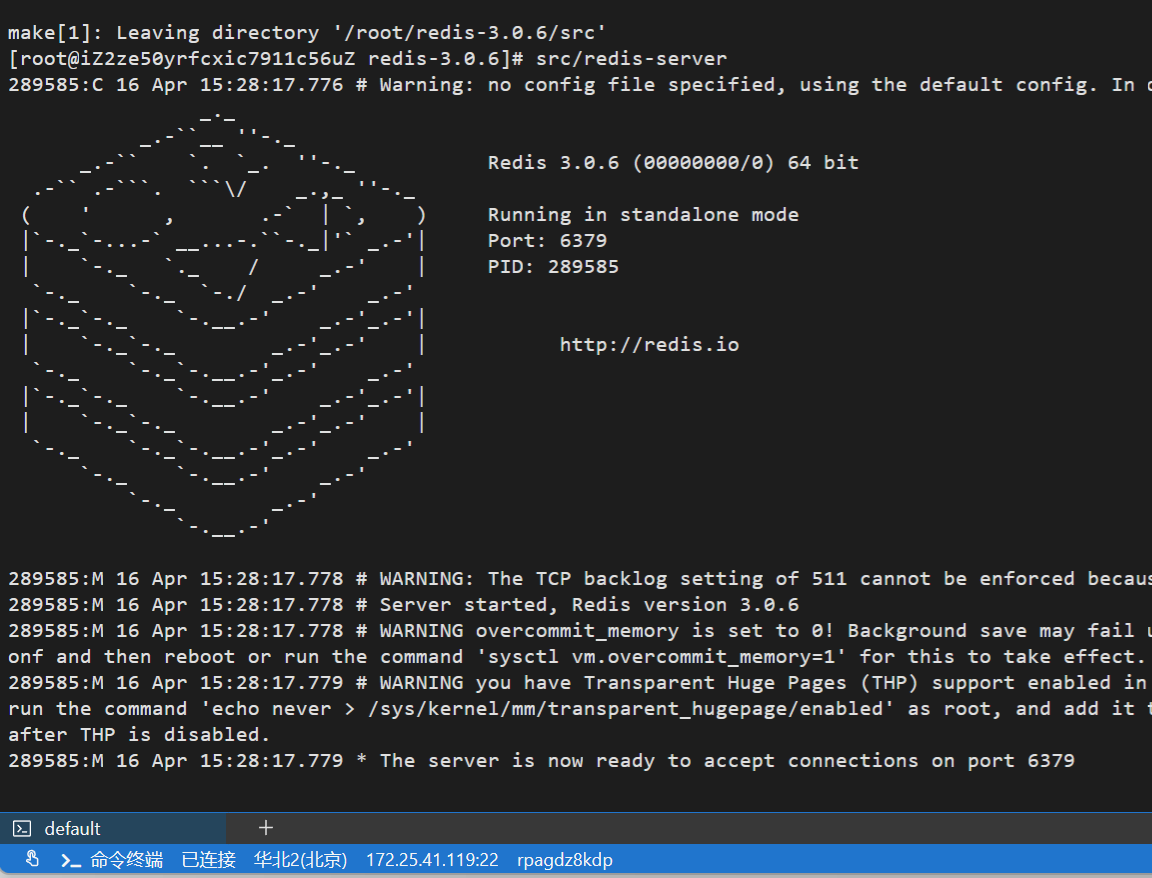 make[1]: Leaving directory '/root/redis-3.0.6/src'
[root@iZ2ze50yrfcxic7911c56uZ redis-3.0.6]# src/redis-server
289585:C 16 Apr 15:28:17.776 # Warning: no config file specified, using the default config. In
Redis 3.0.6 (00000000/0) 64 bit
Running in standalone mode
Port: 6379
PID: 289585
http://redis.io
289585:M 16 Apr 15:28:17.778 # WARNING: The TCP backlog setting of 511 cannot be enforced becaus
289585:M 16 Apr 15:28:17.778 # Server started, Redis version 3.0.6
289585:M 16 Apr 15:28:17.778 # WARNING overcommit_memory is set to 0! Background save may fail
onf and then reboot or run the command 'sysctl vm.overcommit_memory=1' for this to take effect.
289585:M 16 Apr 15:28:17.779 # WARNING you have Transparent Huge Pages (THP) support enabled in
run the command 'echo never > /sys/kernel/mm/transparent_hugepage/enabled' as root, and add it
after THP is disabled.
289585:M 16 Apr 15:28:17.779 * The server is now ready to accept connections on port 6379
default
命令终端 已连接 华北2(北京) 172.25.41.119:22 rpagdz8kdp